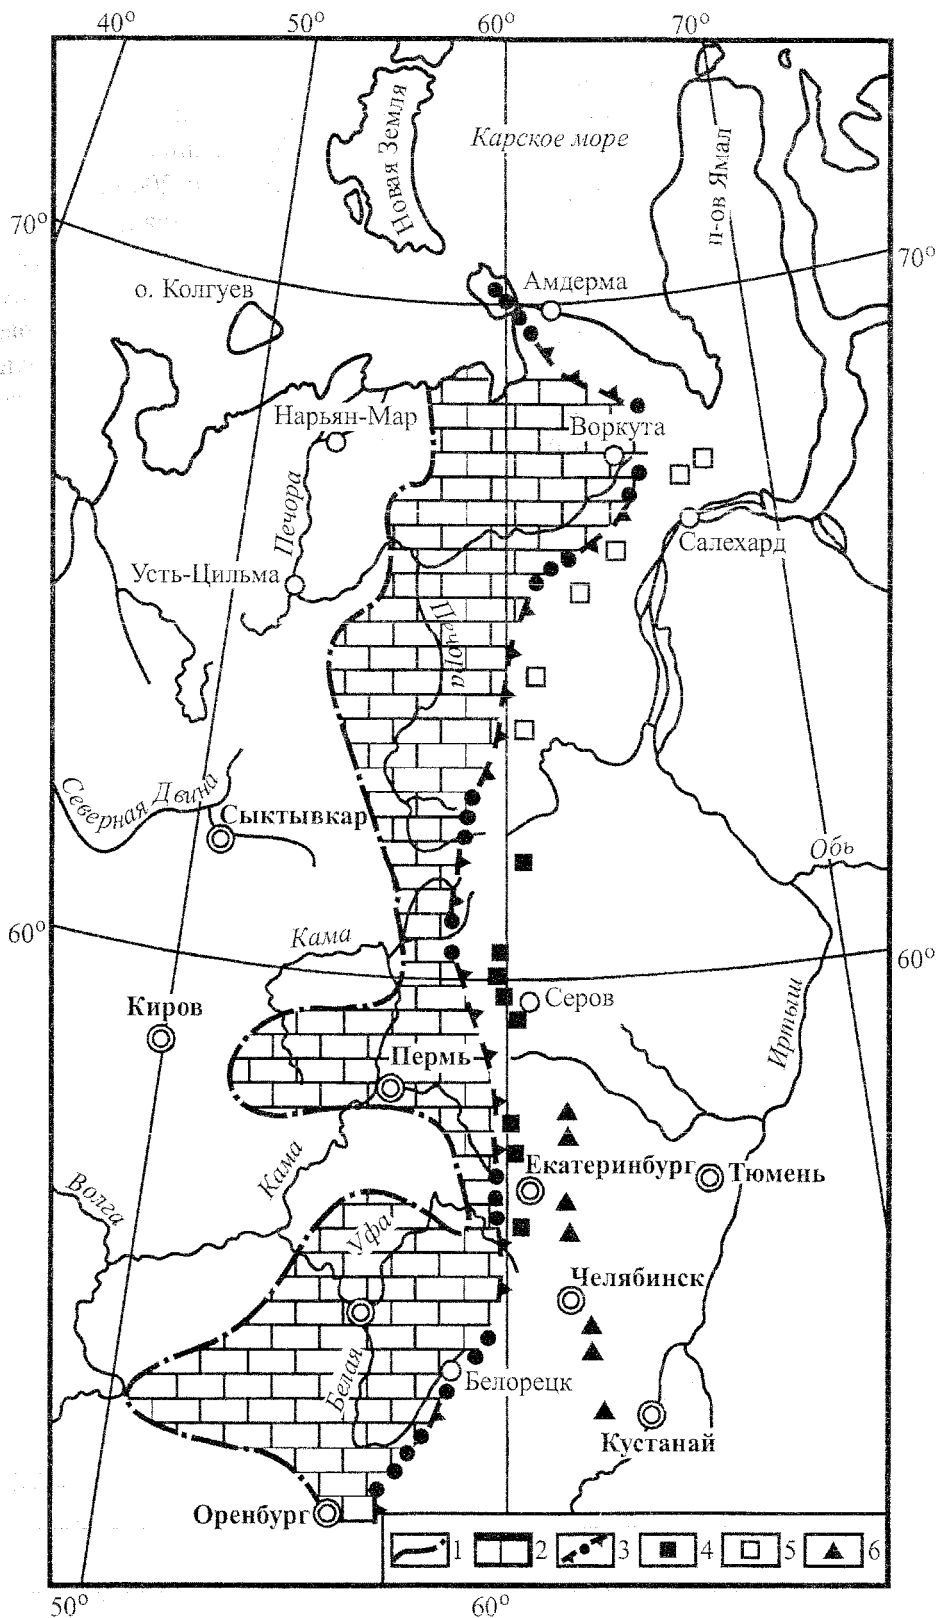 40°
50°
60°
70°
Новая Земля
Карское море
п-ов Ямал
70°
70°
о. Колгуев
Амдерма
Нарьян-Мар
Воркута
Печора
Салехард
Усть-Цильма
Печора
Северная Двина
Сыктывкар
Обь
60°
Кама
60°
Серов
Киров
Иртыш
Пермь
Екатеринбург
Тюмень
Кама
Волга
Уфа
Челябинск
Белая
Белорецк
Кустанай
Оренбург
1 2 3 4 5 6
50°
60°